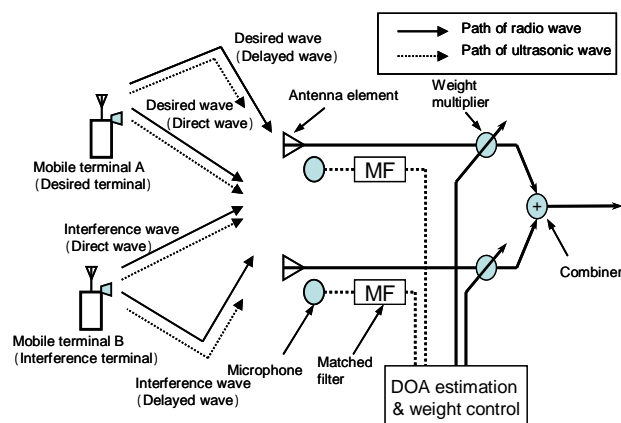 Path of radio wave
Path of ultrasonic wave
Desired wave
(Delayed wave)
Desired wave
(Direct wave)
Antenna element
Weight
multiplier
Mobile terminal A
(Desired terminal)
MF
Interference wave
(Direct wave)
+
Combiner
MF
Mobile terminal B
(Interference terminal)
Microphone
Matched
filter
Interference wave
(Delayed wave)
DOA estimation
& weight control